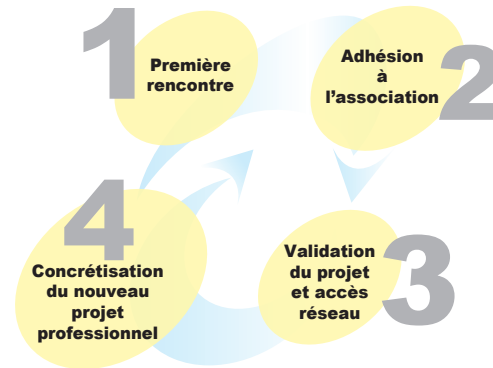 1
Première
rencontre
2
Adhésion
à
l'association
3
Validation
du projet
et accès
réseau
4
Concrétisation
du nouveau
projet
professionnel